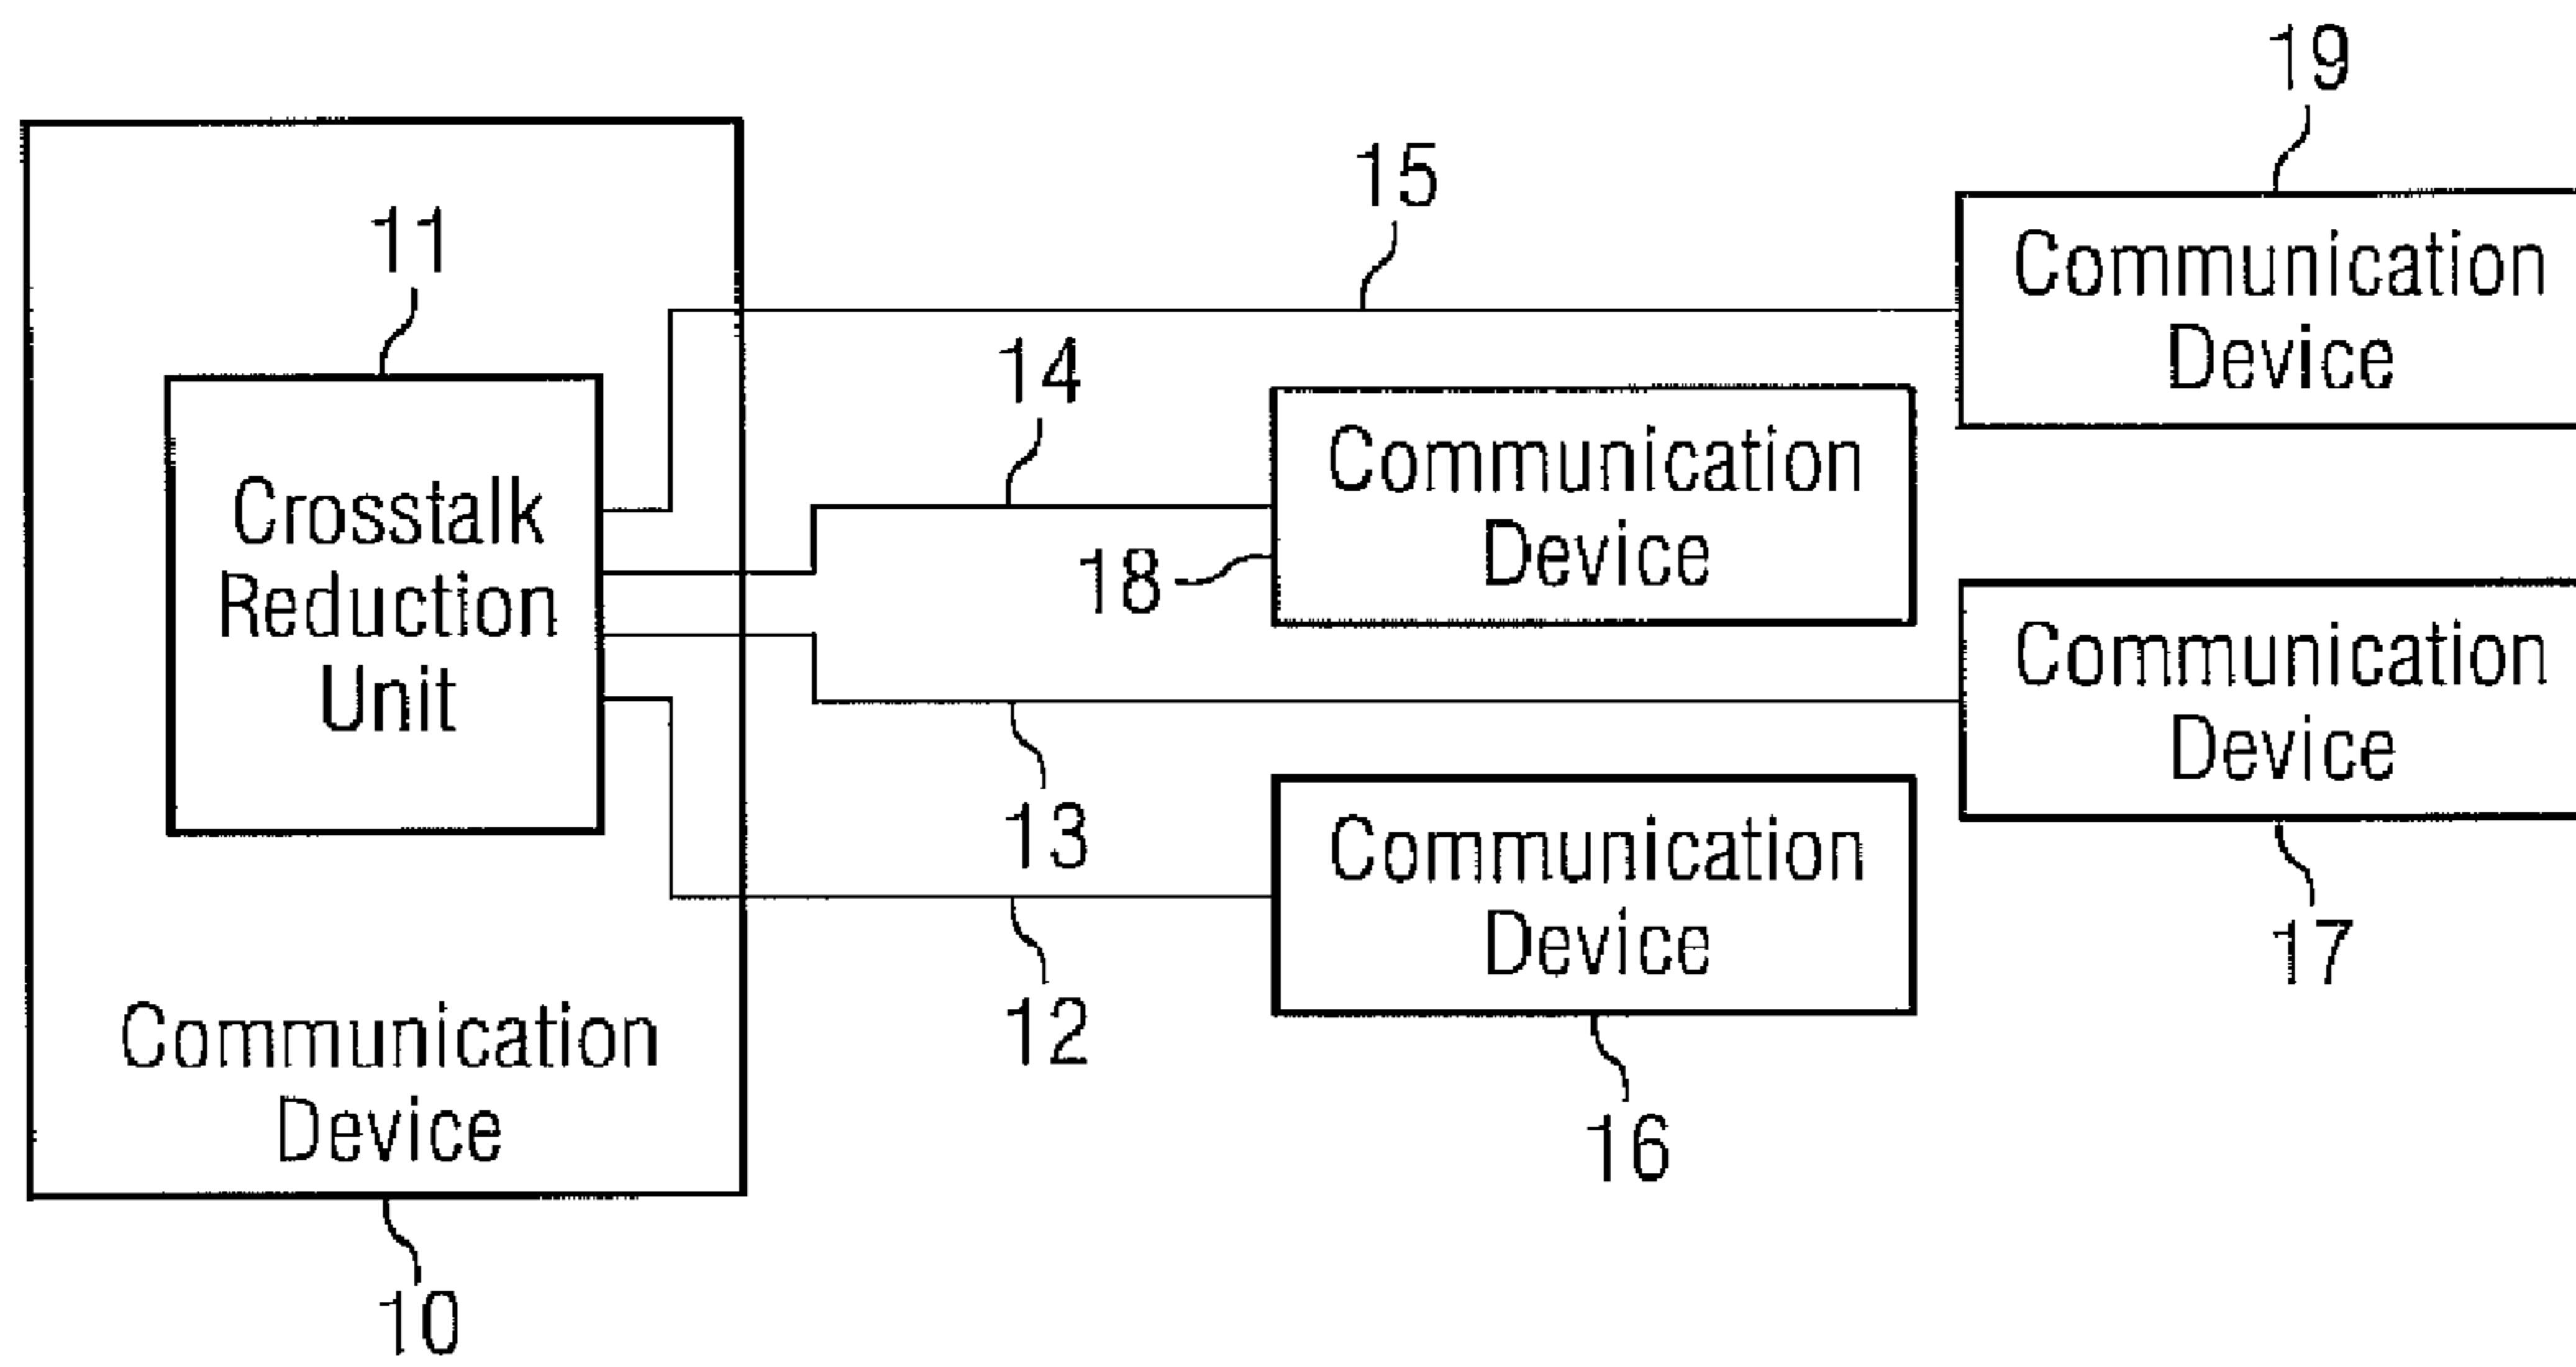 19
15
Communication
Device
11
14
Communication
Device
18
Crosstalk
Reduction
Unit
Communication
Device
13
Communication
Device
17
12
Communication
Device
16
10